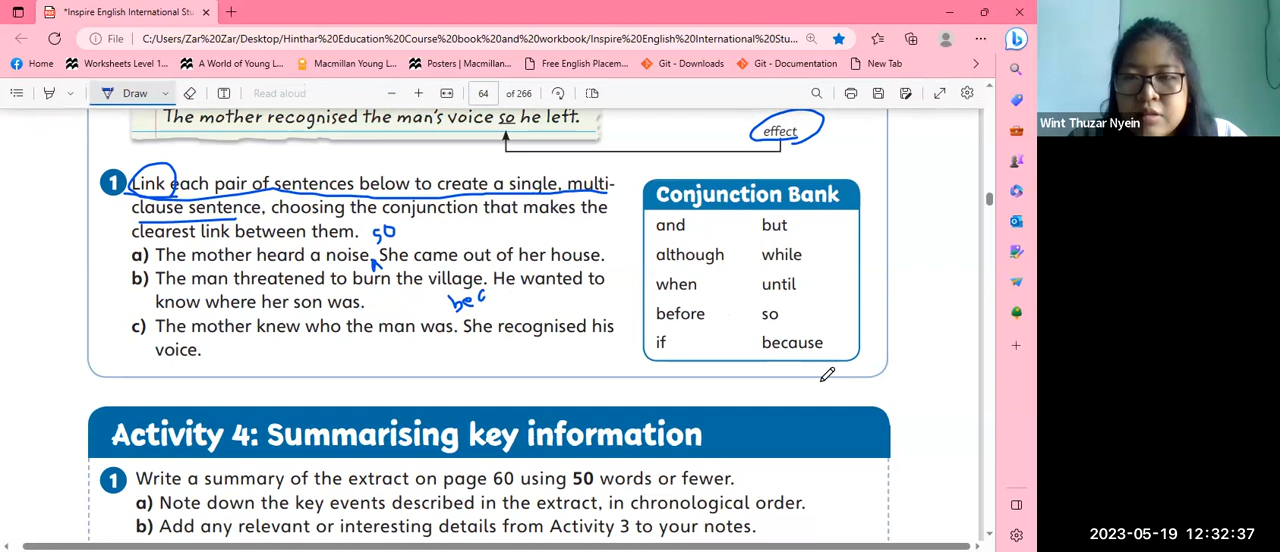 *Inspire English International Stu
File
C:/Users/Zar%20Zar/Desktop/Hinthar%20Education%20Course%20book%20and%20workbook/Inspire%20English%20International%20Stu...
Home
Worksheets Level 1...
A World of Young L...
Macmillan Young L...
Posters | Macmillan...
Free English Placem...
Git - Downloads
Git - Documentation
New Tab
Draw
Read aloud
64
of 266
The mother recognised the man's voice so he left.
effect
Wint Thuzar Nyein
1 Link each pair of sentences below to create a single, multi-
clause sentence, choosing the conjunction that makes the
clearest link between them.
so
a) The mother heard a noise. She came out of her house.
b) The man threatened to burn the village. He wanted to
know where her son was.
bec
c) The mother knew who the man was. She recognised his
voice.
Conjunction Bank
and but
although while
when until
before so
if because
Activity 4: Summarising key information
1 Write a summary of the extract on page 60 using 50 words or fewer.
a) Note down the key events described in the extract, in chronological order.
b) Add any relevant or interesting details from Activity 3 to your notes.
2023-05-19 12:32:37